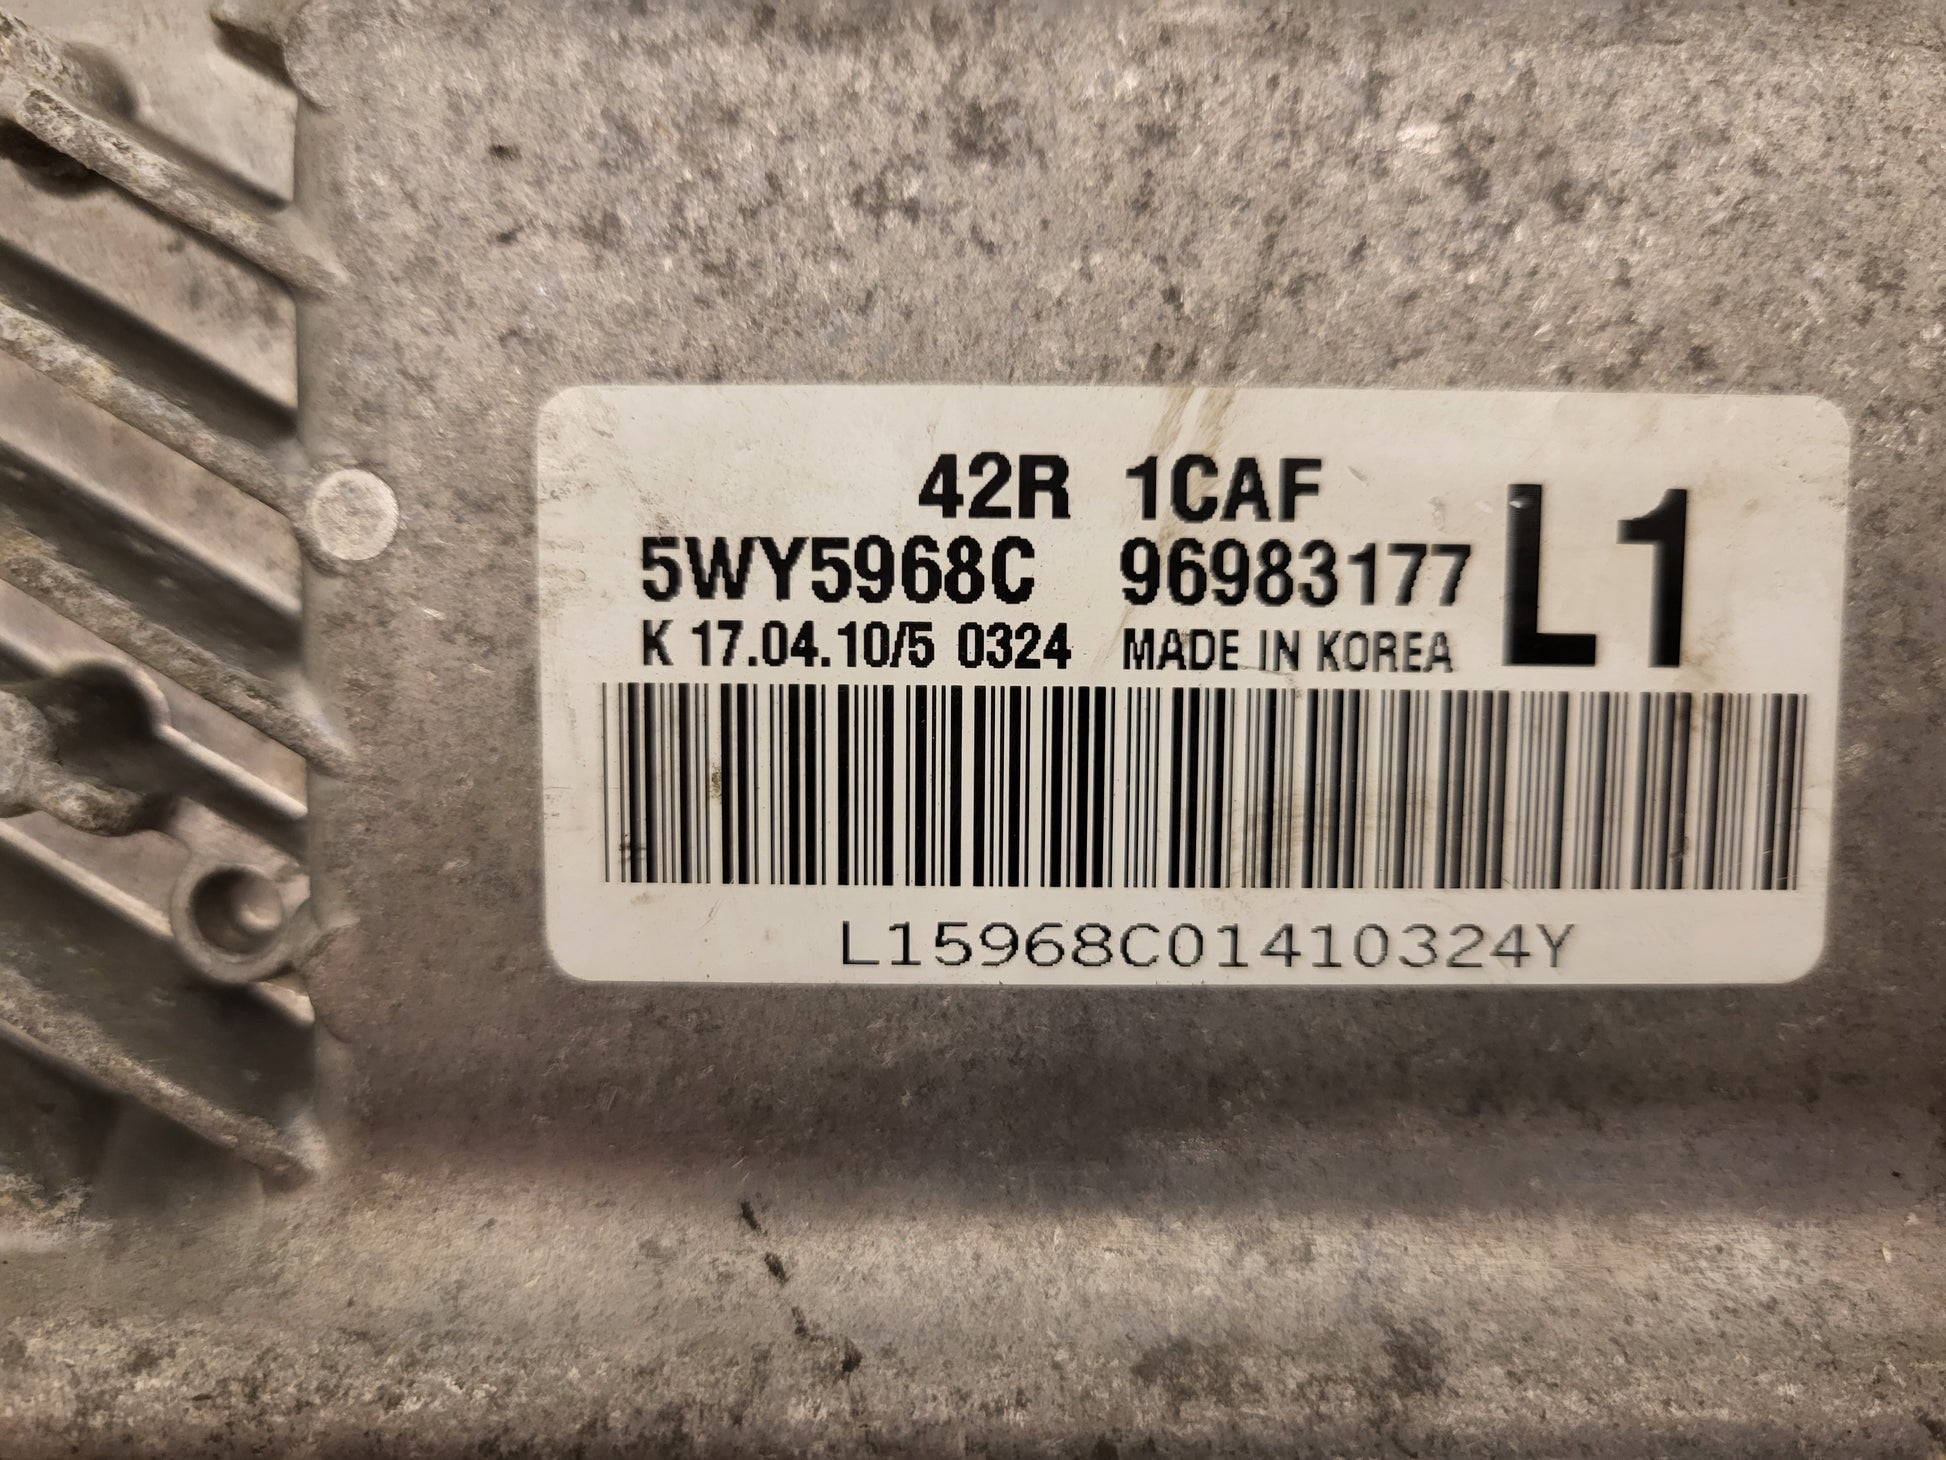 42R 1CAF
5WY5968C 96983177 L1
K 17.04.10/5 0324 MADE IN KOREA
L15968C01410324Y